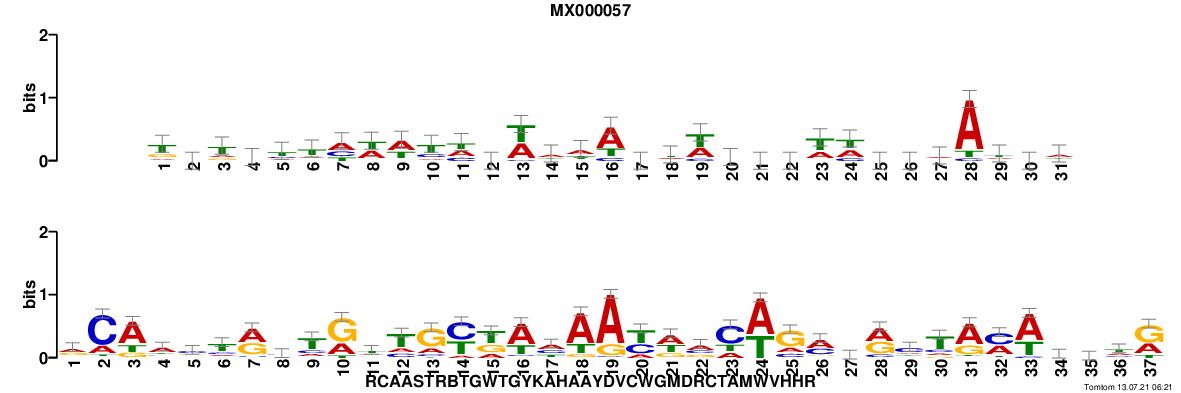 MX000057
2
1
0
bits
1 2 3 4 5 6 7 8 9 10 11 12 13 14 15 16 17 18 19 20 21 22 23 24 25 26 27 28 29 30 31
2
1
0
bits
1 2 3 4 5 6 7 8 9 10 11 12 13 14 15 16 17 18 19 20 21 22 23 24 25 26 27 28 29 30 31 32 33 34 35 36 37
RCAASTRBTGWTGYKAHAAYDVCWGMDRCTAMWVHHR
Tomtom 13.07.21 06:21